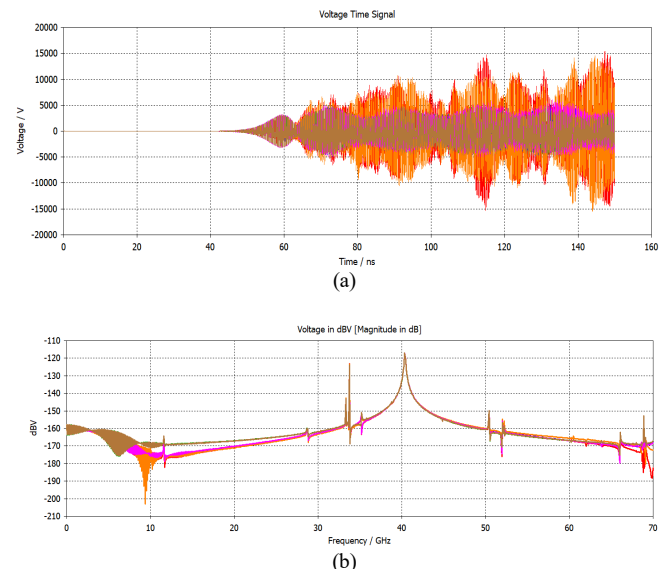 Voltage Time Signal
20000
15000
10000
5000
0
-5000
-10000
-15000
-20000
Voltage / V
0 20 40 60 80 100 120 140 160
Time / ns
(a)
Voltage in dBV [Magnitude in dB]
-110
-120
-130
-140
-150
-160
-170
-180
-190
-200
-210
dBV
0 10 20 30 40 50 60 70
Frequency / GHz
(b)